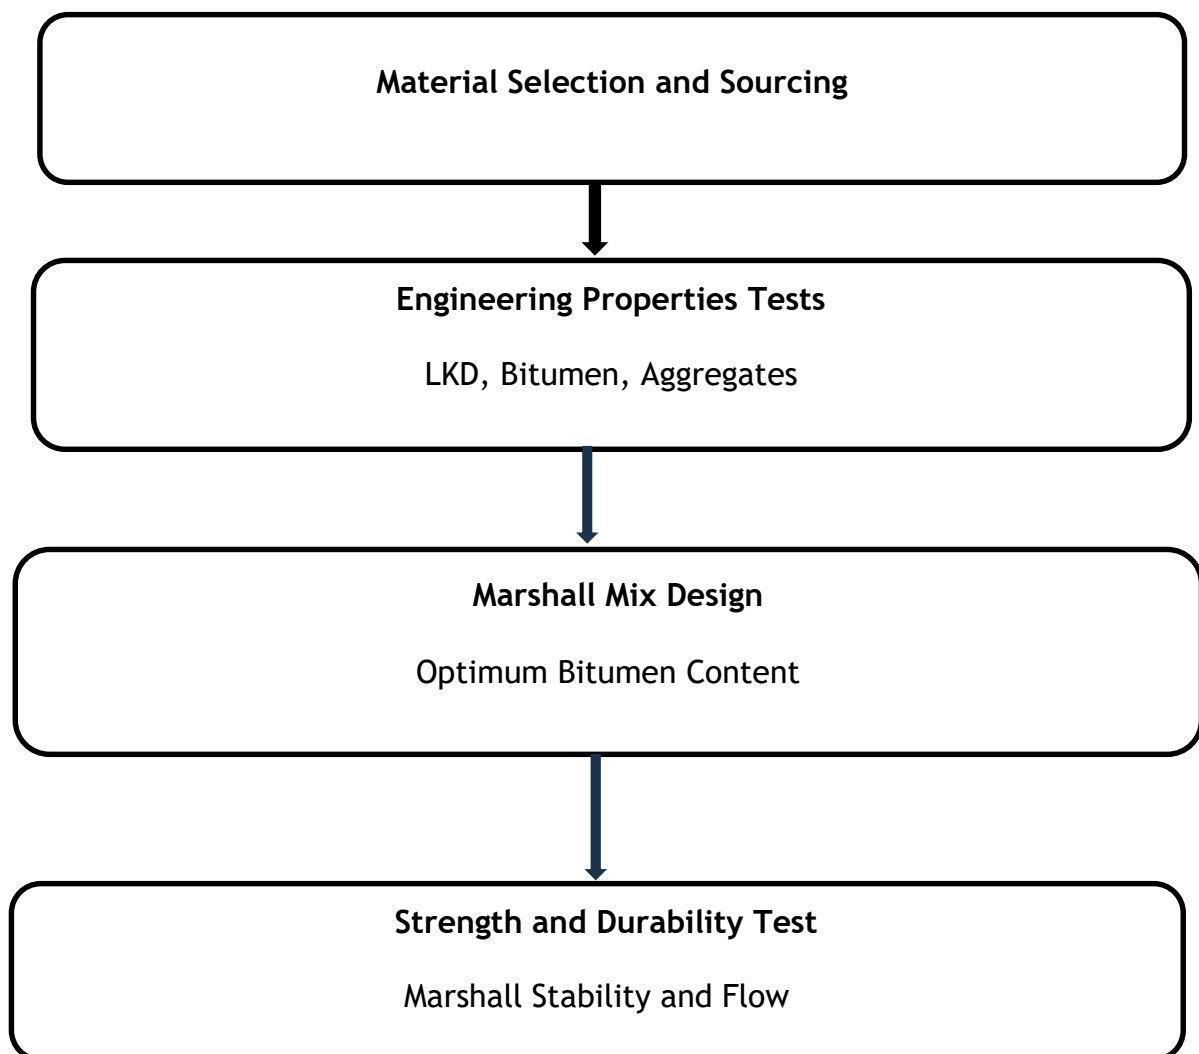 Material Selection and Sourcing
Engineering Properties Tests
LKD, Bitumen, Aggregates
Marshall Mix Design
Optimum Bitumen Content
Strength and Durability Test
Marshall Stability and Flow